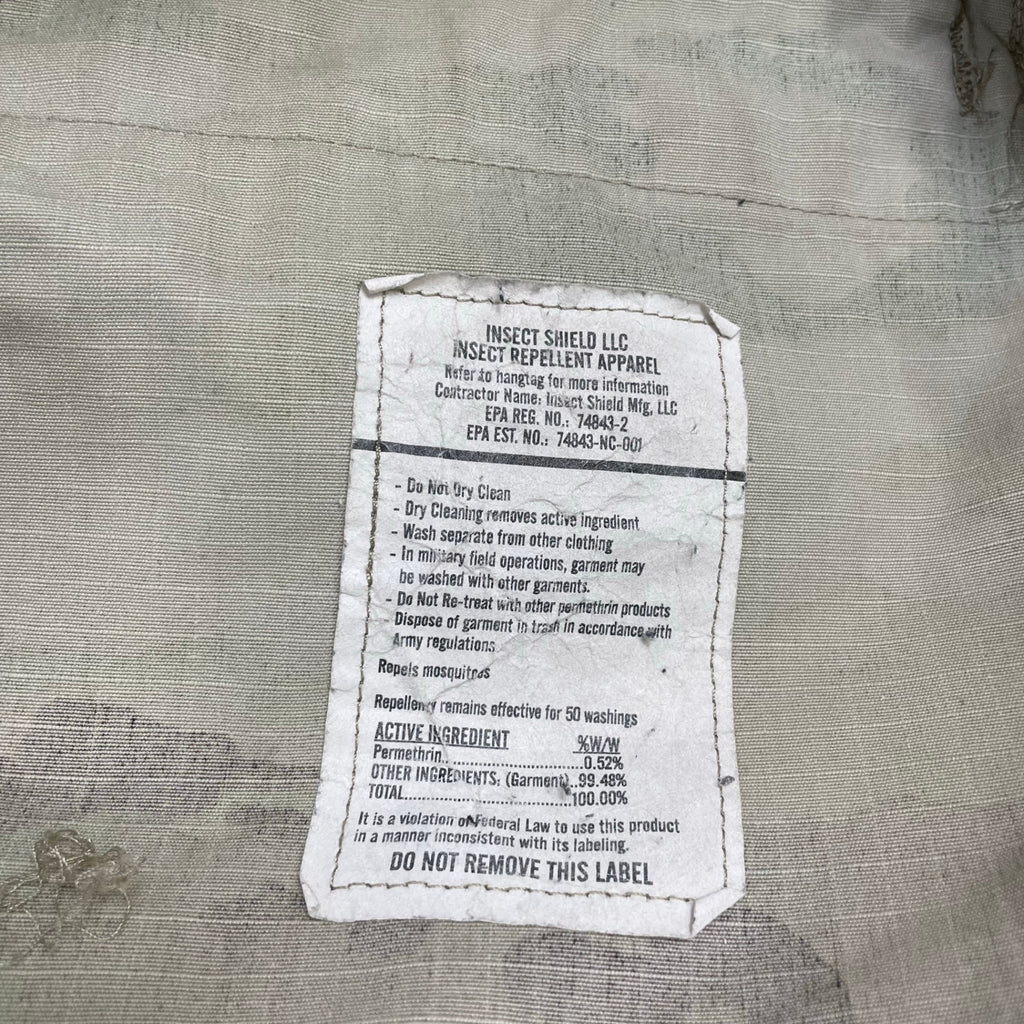 INSECT SHIELD LLC
INSECT REPELLENT APPAREL
Refer to hangtag for more information
Contractor Name: Insect Shield Mfg, LLC
EPA REG. NO.: 74843-2
EPA EST. NO.: 74843-NC-001
- Do Not Dry Clean
- Dry Cleaning removes active ingredient
- Wash separate from other clothing
- In military field operations, garment may
be washed with other garments.
- Do Not Re-treat with other permethrin products
Dispose of garment in trash in accordance with
Army regulations
Repels mosquitoes
Repellency remains effective for 50 washings
ACTIVE INGREDIENT %W/W
Permethrin.. ..........................0.52%
OTHER INGREDIENTS: (Garment)..99.48%
TOTAL..................................100.00%
It is a violation of Federal Law to use this product
in a manner inconsistent with its labeling.
DO NOT REMOVE THIS LABEL